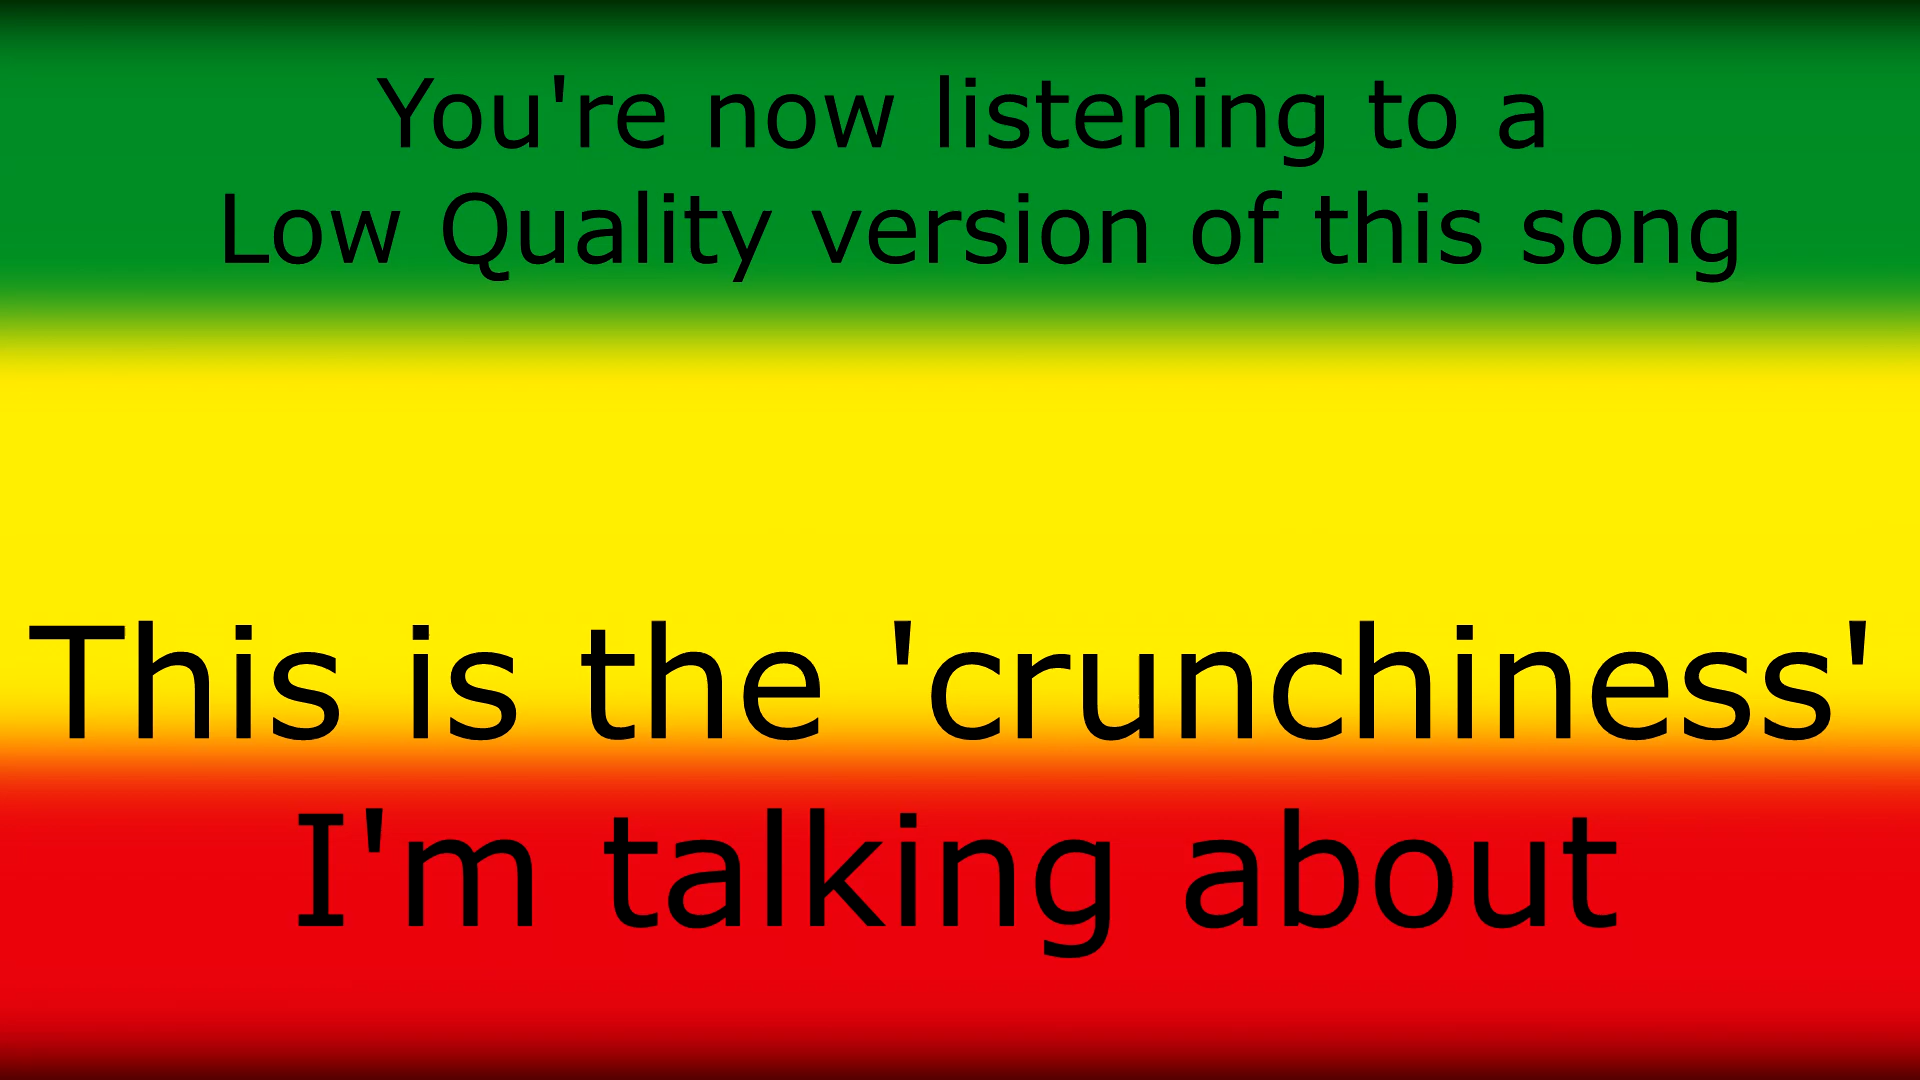 You're now listening to a
Low Quality version of this song
This is the 'crunchiness'
I'm talking about